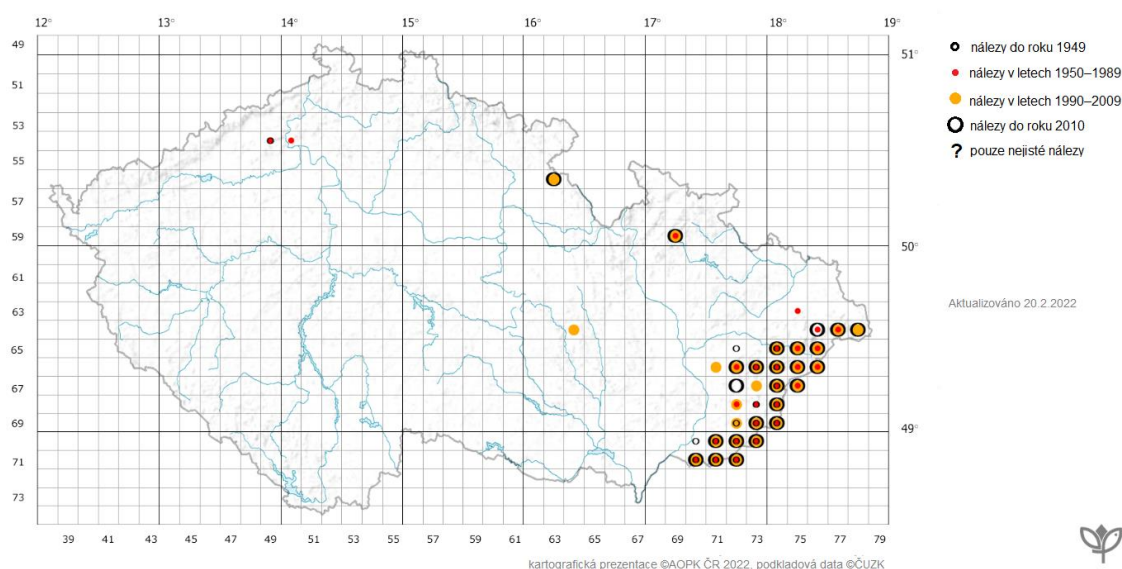 12° 13° 14° 15° 16° 17° 18° 19°
49
51°
nálezy do roku 1949
51
nálezy v letech 1950–1989
nálezy v letech 1990–2009
53
nálezy do roku 2010
55
? pouze nejisté nálezy
57
59
50°
61
Aktualizováno 20.2.2022
63
65
67
69
49°
71
73
39 41 43 45 47 49 51 53 55 57 59 61 63 65 67 69 71 73 75 77 79
kartografická prezentace ©AOPK ČR 2022, podkladová data ©ČUZK